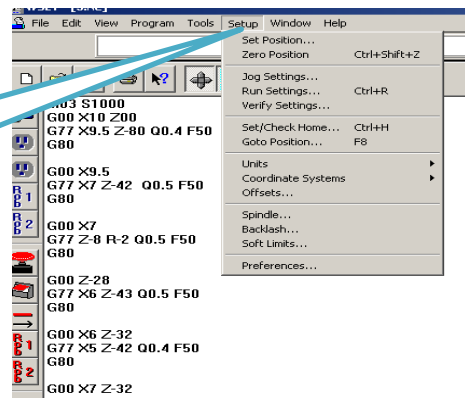 File Edit View Program Tools Setup Window Help
Set Position...
Zero Position Ctrl+Shift+Z
Jog Settings...
Run Settings... Ctrl+R
Verify Settings...
Set/Check Home... Ctrl+H
Goto Position... F8
Units
Coordinate Systems
Offsets...
Spindle...
Backlash...
Soft Limits...
Preferences...
M03 S1000
G00 X10 Z00
G77 X9.5 Z-80 Q0.4 F50
G80
G00 X9.5
G77 X7 Z-42 Q0.5 F50
G80
G00 X7
G77 Z-8 R-2 Q0.5 F50
G80
G00 Z-28
G77 X6 Z-43 Q0.5 F50
G80
G00 X6 Z-32
G77 X5 Z-42 Q0.4 F50
G80
G00 X7 Z-32
1
2
1
2